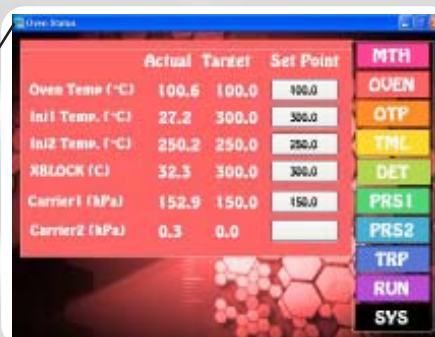 Oven Status
Actual Target Set Point
Oven Temp (°C) 100.6 100.0 100.0
Inj1 Temp. (°C) 27.2 300.0 300.0
Inj2 Temp. (°C) 250.2 250.0 250.0
XBLOCK (C) 32.3 300.0 300.0
Carrier1 (hPa) 152.9 150.0 150.0
Carrier2 (hPa) 0.3 0.0
MTH
OVEN
OTP
TML
DET
PRS1
PRS2
TRP
RUN
SYS